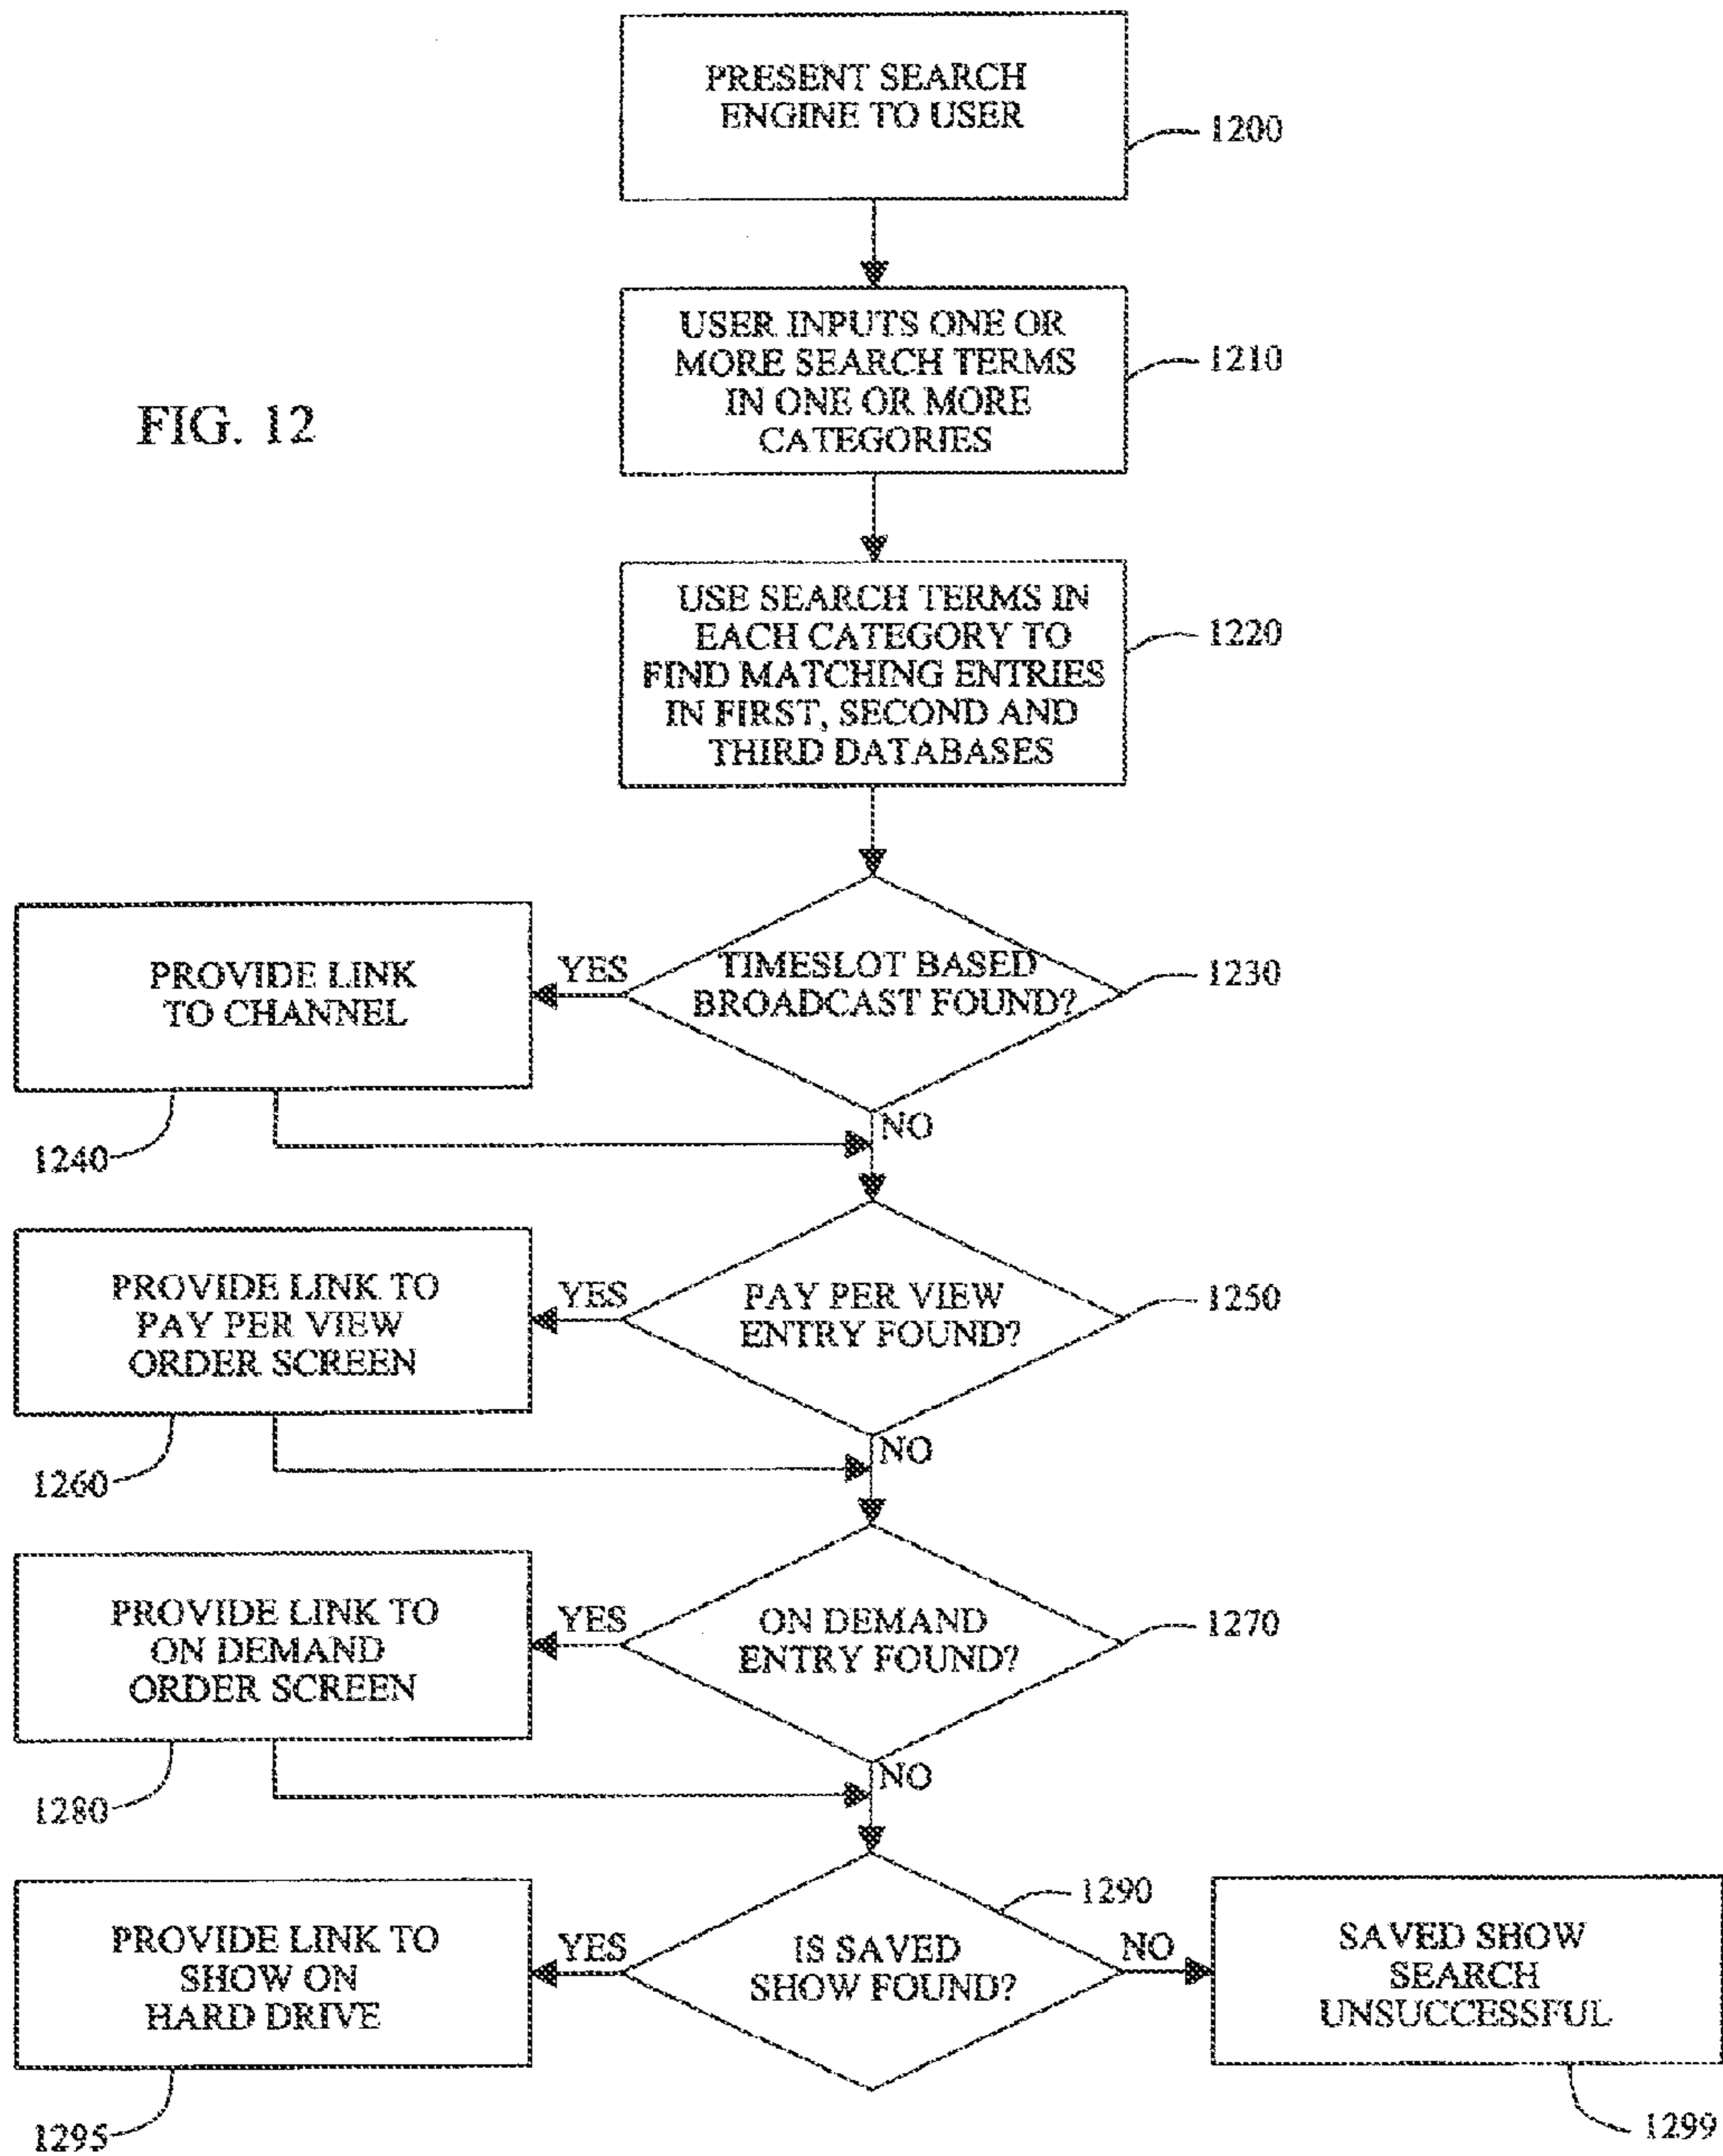 PRESENT SEARCH
ENGINE TO USER
1200
USER INPUTS ONE OR
MORE SEARCH TERMS
IN ONE OR MORE
CATEGORIES
1210
FIG. 12
USE SEARCH TERMS IN
EACH CATEGORY TO
FIND MATCHING ENTRIES
IN FIRST, SECOND AND
THIRD DATABASES
1220
PROVIDE LINK
TO CHANNEL
YES
TIMESLOT BASED
BROADCAST FOUND?
1230
NO
1240
PROVIDE LINK TO
PAY PER VIEW
ORDER SCREEN
YES
PAY PER VIEW
ENTRY FOUND?
1250
NO
1260
PROVIDE LINK TO
ON DEMAND
ORDER SCREEN
YES
ON DEMAND
ENTRY FOUND?
1270
NO
1280
PROVIDE LINK TO
SHOW ON
HARD DRIVE
YES
IS SAVED
SHOW FOUND?
1290
NO
SAVED SHOW
SEARCH
UNSUCCESSFUL
1295
1299